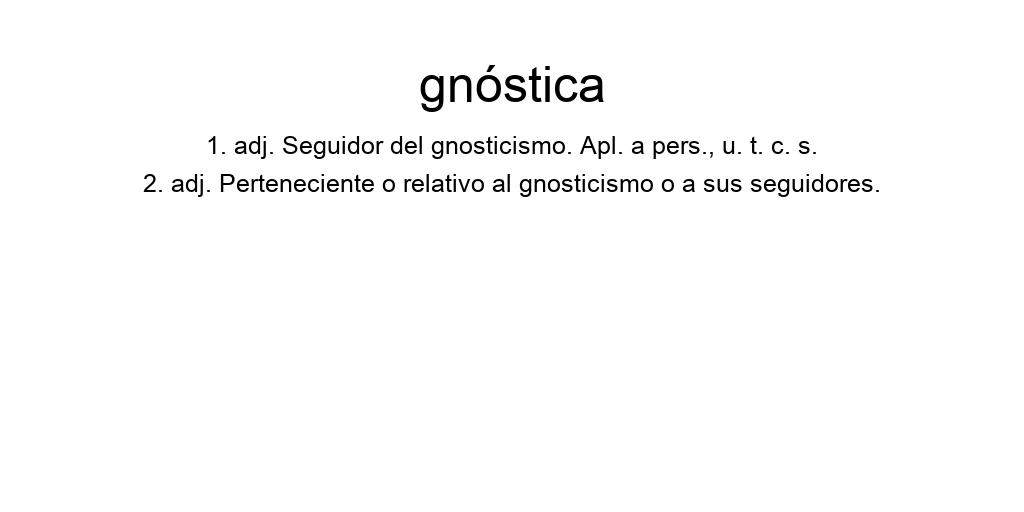 gnóstica
1. adj. Seguidor del gnosticismo. Apl. a pers., u. t. c. s.
2. adj. Perteneciente o relativo al gnosticismo o a sus seguidores.